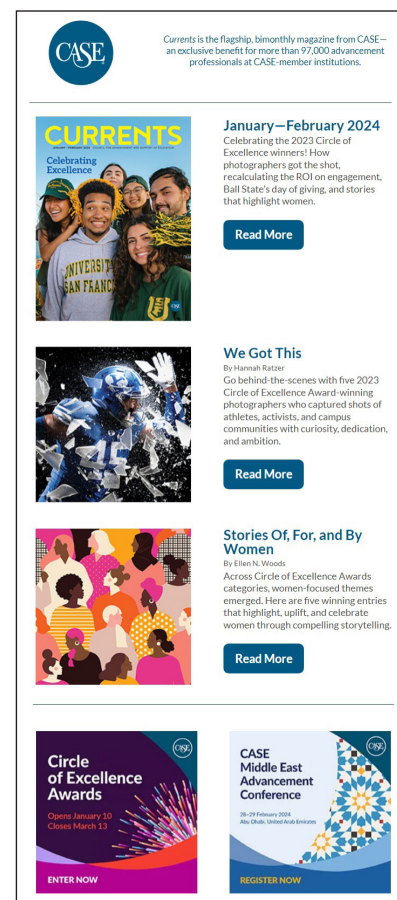 CASE
Currents is the flagship, bimonthly magazine from CASE—
an exclusive benefit for more than 97,000 advancement
professionals at CASE-member institutions.
CURRENTS
Celebrating
Excellence
UNIVERSITY
SAN FRANC
January—February 2024
Celebrating the 2023 Circle of
Excellence winners! How
photographers got the shot,
recalculating the ROI on engagement,
Ball State's day of giving, and stories
that highlight women.
Read More
We Got This
By Hannah Ratzer
Go behind-the-scenes with five 2023
Circle of Excellence Award-winning
photographers who captured shots of
athletes, activists, and campus
communities with curiosity, dedication,
and ambition.
Read More
Stories Of, For, and By
Women
By Ellen N. Woods
Across Circle of Excellence Awards
categories, women-focused themes
emerged. Here are five winning entries
that highlight, uplift, and celebrate
women through compelling storytelling.
Read More
CASE
Circle
of Excellence
Awards
Opens January 10
Closes March 13
ENTER NOW
CASE
CASE
Middle East
Advancement
Conference
28–29 February 2024
Abu Dhabi, United Arab Emirates
REGISTER NOW